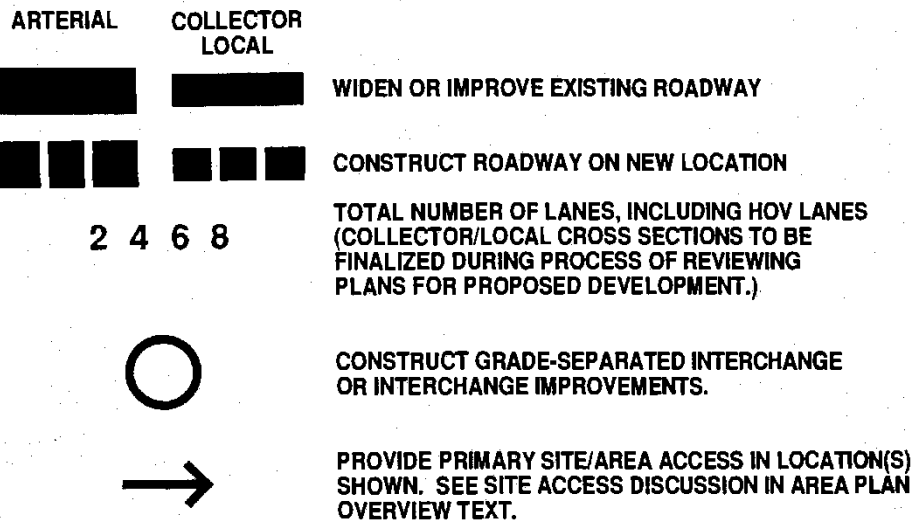 ARTERIAL
COLLECTOR
LOCAL
WIDEN OR IMPROVE EXISTING ROADWAY
CONSTRUCT ROADWAY ON NEW LOCATION
2 4 6 8
TOTAL NUMBER OF LANES, INCLUDING HOV LANES
(COLLECTOR/LOCAL CROSS SECTIONS TO BE
FINALIZED DURING PROCESS OF REVIEWING
PLANS FOR PROPOSED DEVELOPMENT.)
CONSTRUCT GRADE-SEPARATED INTERCHANGE
OR INTERCHANGE IMPROVEMENTS.
PROVIDE PRIMARY SITE/AREA ACCESS IN LOCATION(S)
SHOWN. SEE SITE ACCESS DISCUSSION IN AREA PLAN
OVERVIEW TEXT.